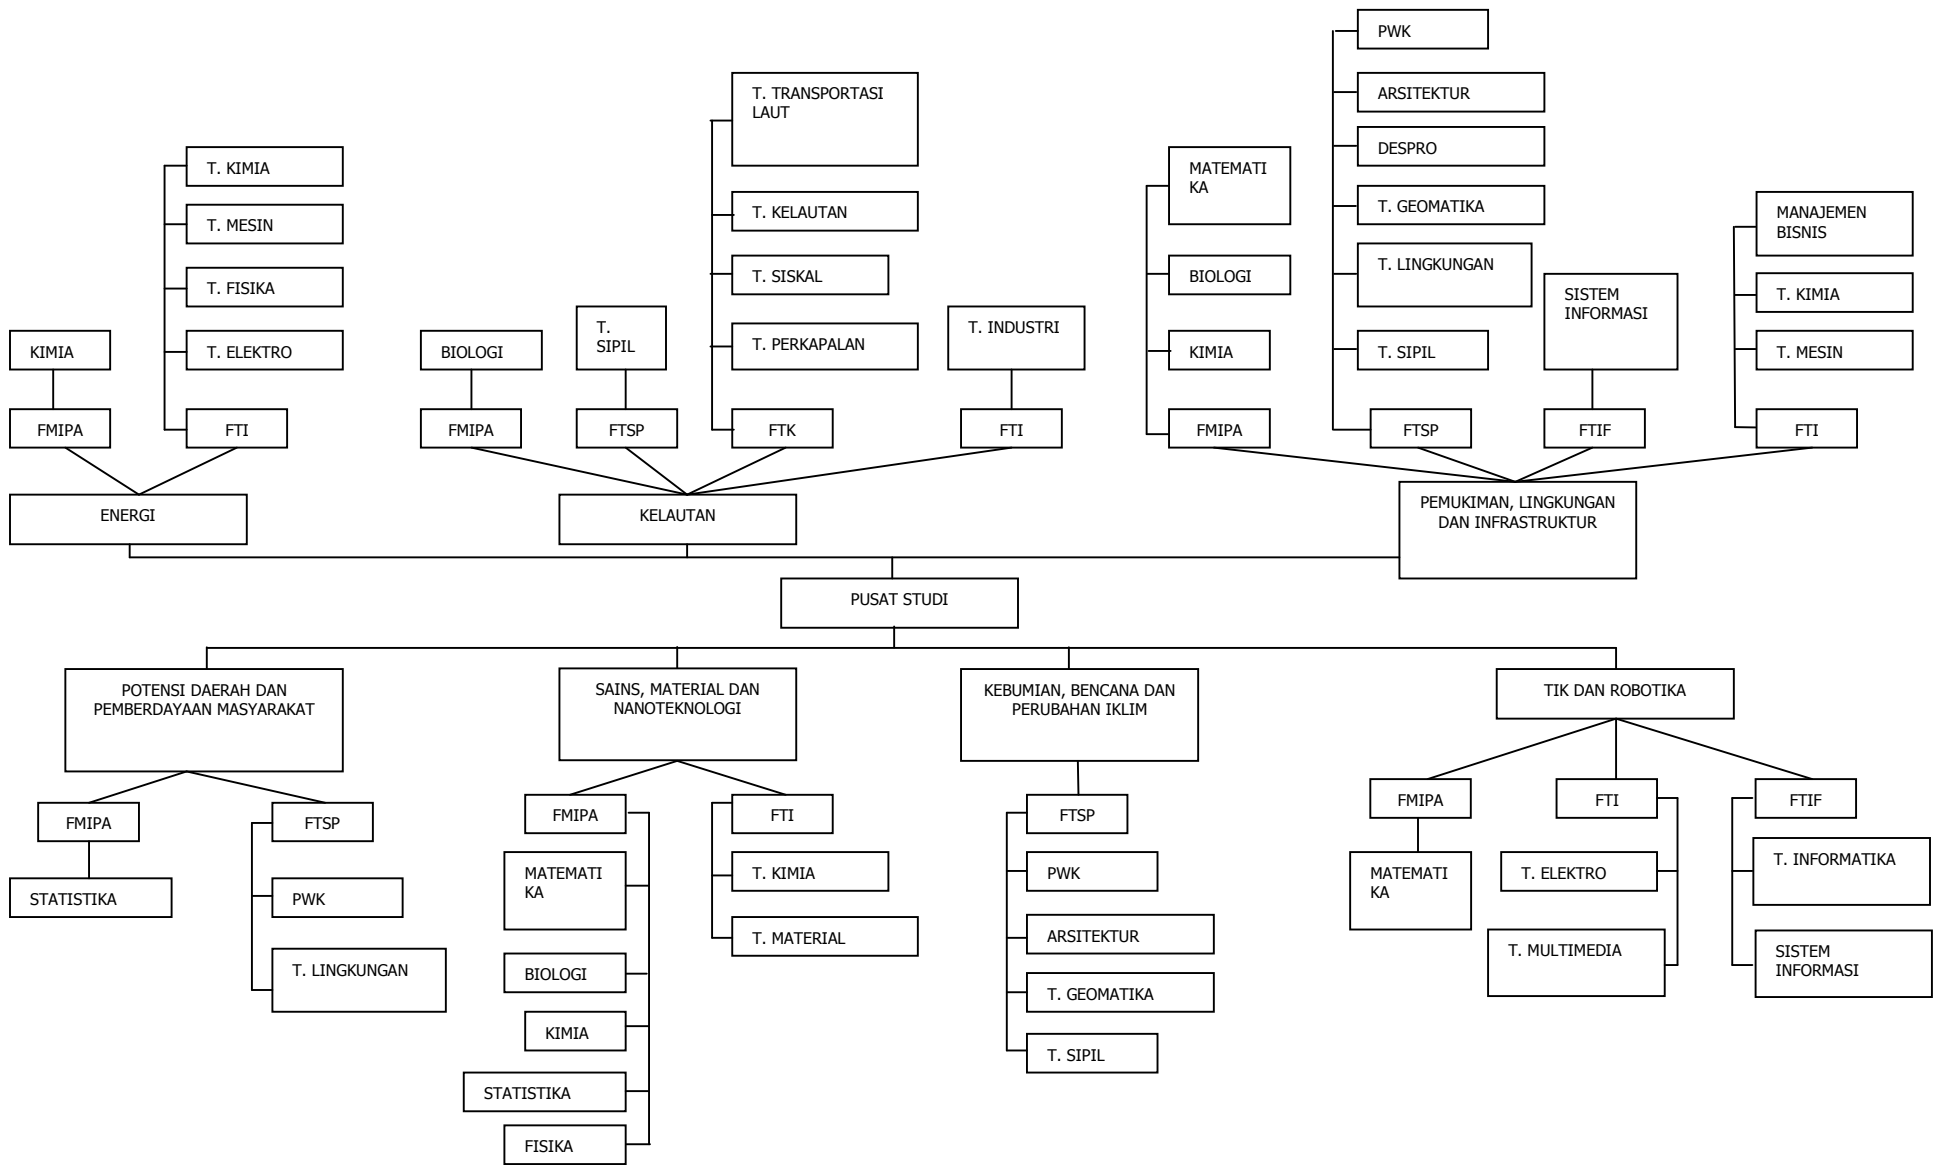 PWK
T. TRANSPORTASI
LAUT
ARSITEKTUR
DESPRO
T. KIMIA
MATEMATI
KA
T. MESIN
T. KELAUTAN
T. GEOMATIKA
MANAJEMEN
BISNIS
T. FISIKA
T. SISKAL
BIOLOGI
T. LINGKUNGAN
SISTEM
INFORMASI
T. KIMIA
KIMIA
T. ELEKTRO
BIOLOGI
T.
SIPIL
T. PERKAPALAN
T. INDUSTRI
KIMIA
T. SIPIL
T. MESIN
FMIPA
FTI
FMIPA
FTSP
FTK
FTI
FMIPA
FTSP
FTIF
FTI
ENERGI
KELAUTAN
PEMUKIMAN, LINGKUNGAN
DAN INFRASTRUKTUR
PUSAT STUDI
POTENSI DAERAH DAN
PEMBERDAYAAN MASYARAKAT
SAINS, MATERIAL DAN
NANOTEKNOLOGI
KEBUMIAN, BENCANA DAN
PERUBAHAN IKLIM
TIK DAN ROBOTIKA
FMIPA
FTSP
FMIPA
FTI
FTSP
FMIPA
FTI
FTIF
STATISTIKA
PWK
MATEMATI
KA
T. KIMIA
PWK
MATEMATI
KA
T. ELEKTRO
T. INFORMATIKA
T. LINGKUNGAN
BIOLOGI
T. MATERIAL
ARSITEKTUR
T. MULTIMEDIA
SISTEM
INFORMASI
KIMIA
T. GEOMATIKA
STATISTIKA
T. SIPIL
FISIKA